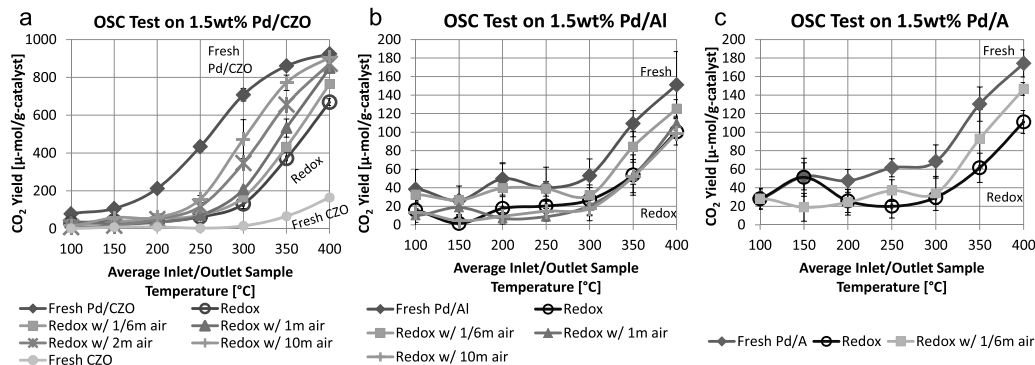 a
OSC Test on 1.5wt% Pd/CZO
CO2 Yield [µ-mol/g-catalyst]
1000
800
600
400
200
0
Fresh
Pd/CZO
Redox
Fresh CZO
100 150 200 250 300 350 400
Average Inlet/Outlet Sample
Temperature [°C]
Fresh Pd/CZO Redox
Redox w/ 1/6m air Redox w/ 1m air
Redox w/ 2m air Redox w/ 10m air
Fresh CZO
b
OSC Test on 1.5wt% Pd/Al
CO2 Yield [µ-mol/g-catalyst]
200
180
160
140
120
100
80
60
40
20
0
Fresh
Redox
100 150 200 250 300 350 400
Average Inlet/Outlet Sample
Temperature [°C]
Fresh Pd/Al Redox
Redox w/ 1/6m air Redox w/ 1m air
Redox w/ 10m air
c
OSC Test on 1.5wt% Pd/A
CO2 Yield [µ-mol/g-catalyst]
200
180
160
140
120
100
80
60
40
20
0
Fresh
Redox
100 150 200 250 300 350 400
Average Inlet/Outlet Sample
Temperature [°C]
Fresh Pd/A Redox Redox w/ 1/6m air